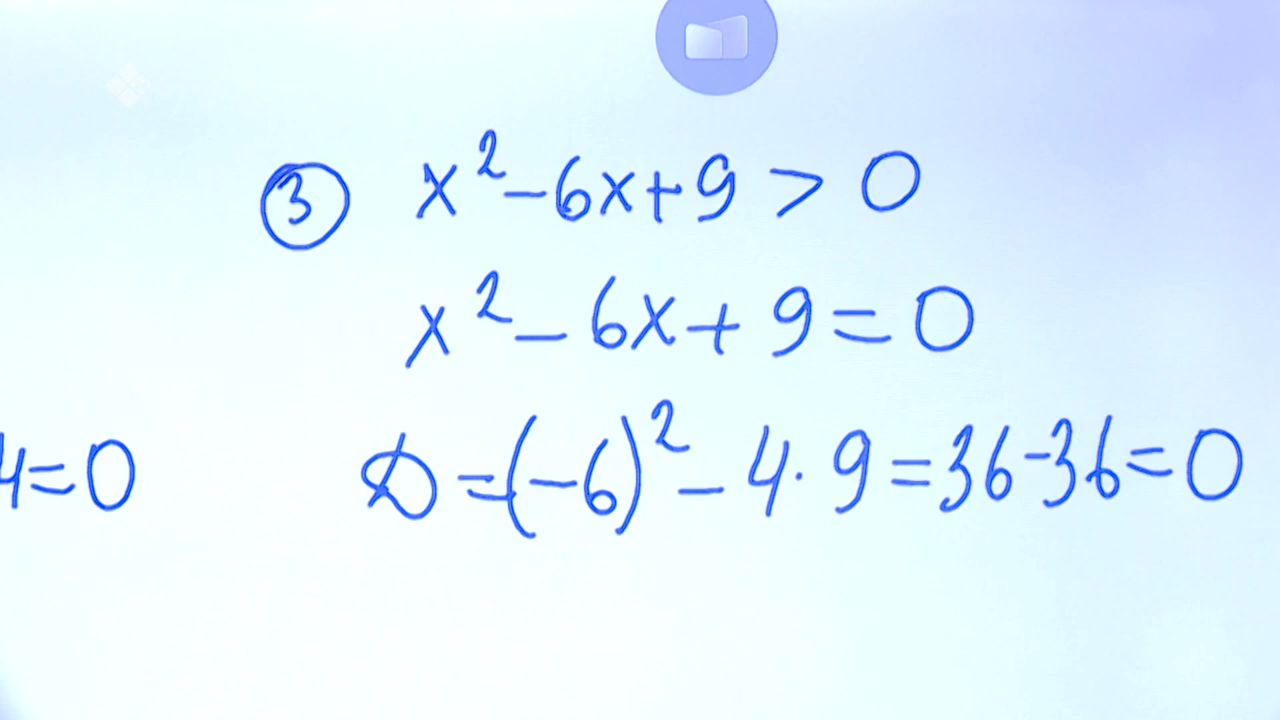 ③ x² - 6x + 9 > 0
x² - 6x + 9 = 0
4 = 0
D = (-6)² - 4 · 9 = 36 - 36 = 0